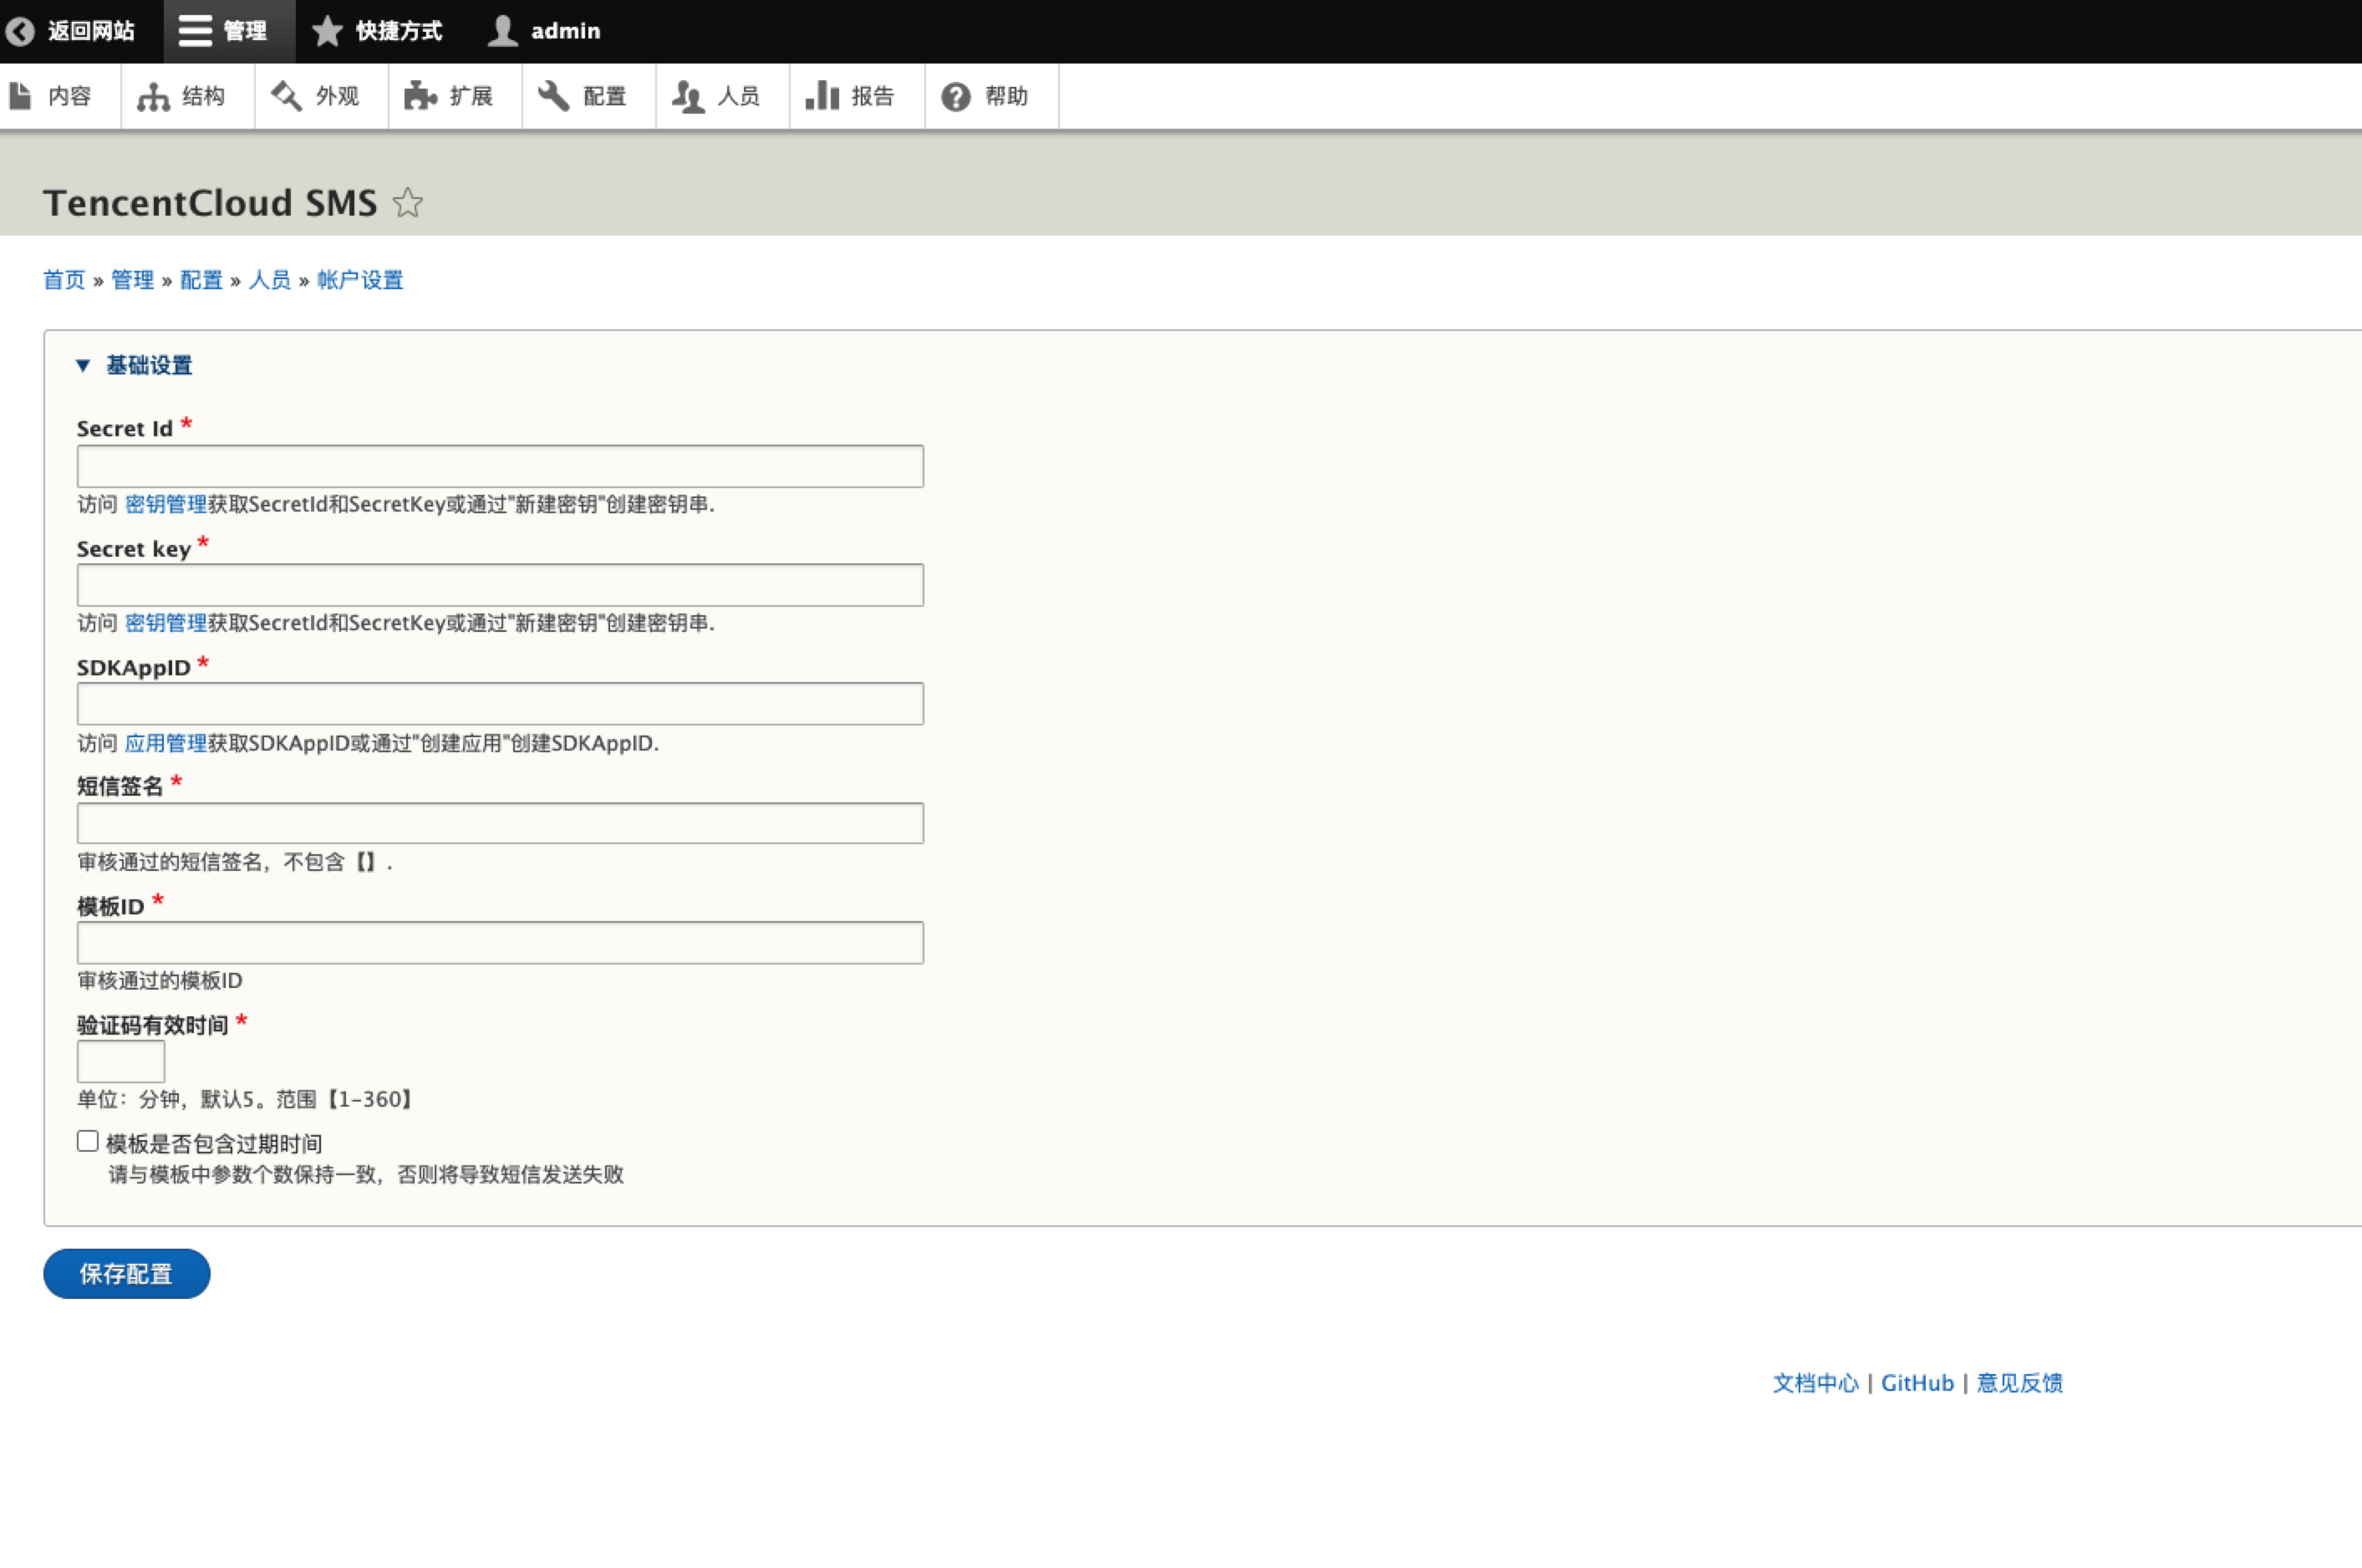 返回网站 管理 快捷方式 admin
内容 结构 外观 扩展 配置 人员 报告 帮助
TencentCloud SMS
首页 » 管理 » 配置 » 人员 » 帐户设置
基础设置
Secret Id *
访问 密钥管理获取SecretId和SecretKey或通过"新建密钥"创建密钥串.
Secret key *
访问 密钥管理获取SecretId和SecretKey或通过"新建密钥"创建密钥串.
SDKAppID *
访问 应用管理获取SDKAppID或通过"创建应用"创建SDKAppID.
短信签名 *
审核通过的短信签名，不包含【】.
模板ID *
审核通过的模板ID
验证码有效时间 *
单位：分钟，默认5。范围【1-360】
模板是否包含过期时间
请与模板中参数个数保持一致，否则将导致短信发送失败
保存配置
文档中心 | GitHub | 意见反馈